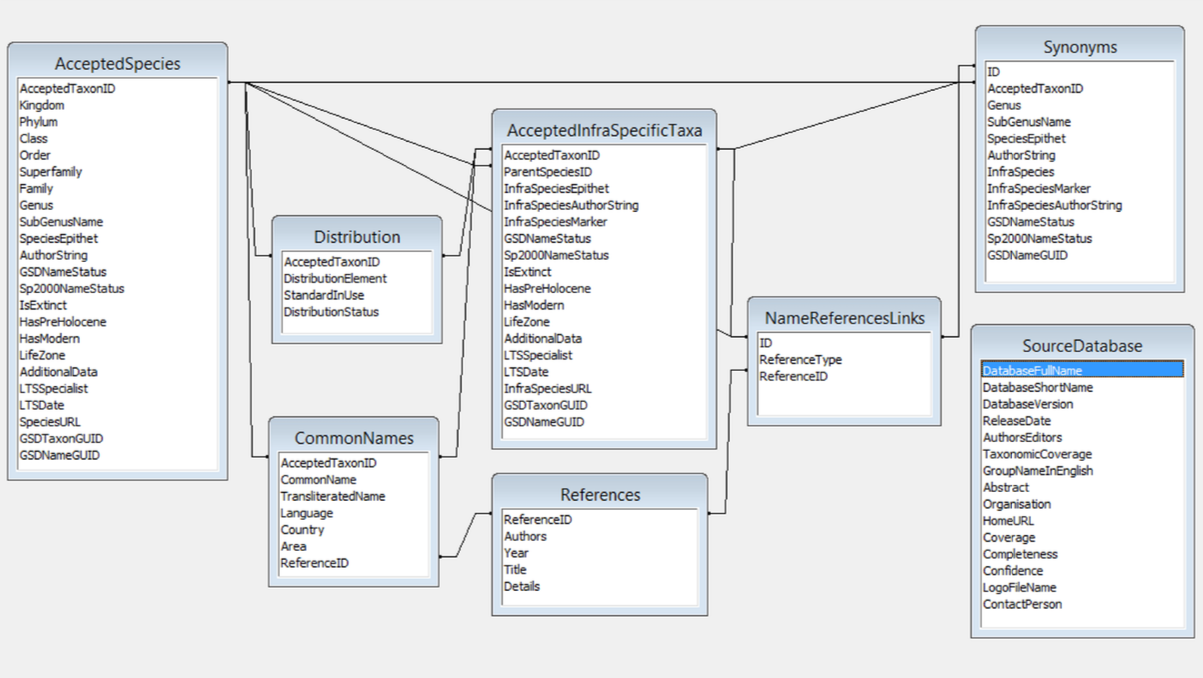 AcceptedSpecies
AcceptedTaxonID
Kingdom
Phylum
Class
Order
Superfamily
Family
Genus
SubGenusName
SpeciesEpithet
AuthorString
GSDNameStatus
Sp2000NameStatus
IsExtinct
HasPreHolocene
HasModern
LifeZone
AdditionalData
LTSSpecialist
LTSDate
SpeciesURL
GSDTaxonGUID
GSDNameGUID
Distribution
AcceptedTaxonID
DistributionElement
StandardInUse
DistributionStatus
CommonNames
AcceptedTaxonID
CommonName
TransliteratedName
Language
Country
Area
ReferenceID
AcceptedInfraSpecificTaxa
AcceptedTaxonID
ParentSpeciesID
InfraSpeciesEpithet
InfraSpeciesAuthorString
InfraSpeciesMarker
GSDNameStatus
Sp2000NameStatus
IsExtinct
HasPreHolocene
HasModern
LifeZone
AdditionalData
LTSSpecialist
LTSDate
InfraSpeciesURL
GSDTaxonGUID
GSDNameGUID
References
ReferenceID
Authors
Year
Title
Details
NameReferencesLinks
ID
ReferenceType
ReferenceID
Synonyms
ID
AcceptedTaxonID
Genus
SubGenusName
SpeciesEpithet
AuthorString
InfraSpecies
InfraSpeciesMarker
InfraSpeciesAuthorString
GSDNameStatus
Sp2000NameStatus
GSDNameGUID
SourceDatabase
DatabaseFullName
DatabaseShortName
DatabaseVersion
ReleaseDate
AuthorsEditors
TaxonomicCoverage
GroupNameInEnglish
Abstract
Organisation
HomeURL
Coverage
Completeness
Confidence
LogoFileName
ContactPerson